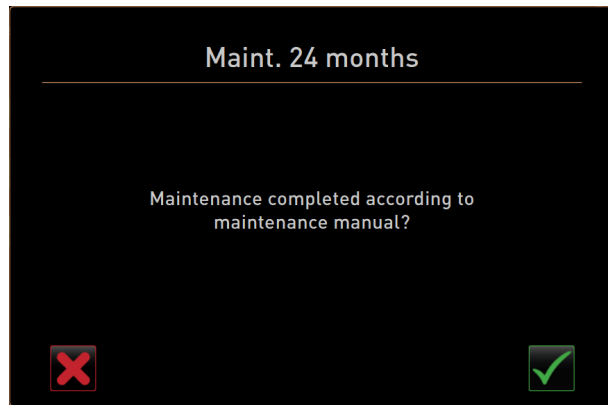 Maint. 24 months
Maintenance completed according to
maintenance manual?